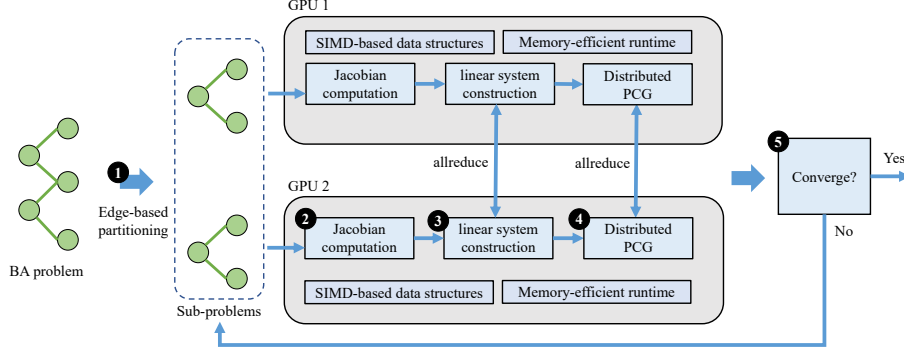 GPU 1
SIMD-based data structures
Memory-efficient runtime
Jacobian
computation
linear system
construction
Distributed
PCG
allreduce
allreduce
1
Edge-based
partitioning
BA problem
Sub-problems
GPU 2
2
Jacobian
computation
3
linear system
construction
4
Distributed
PCG
SIMD-based data structures
Memory-efficient runtime
5
Converge?
Yes
No